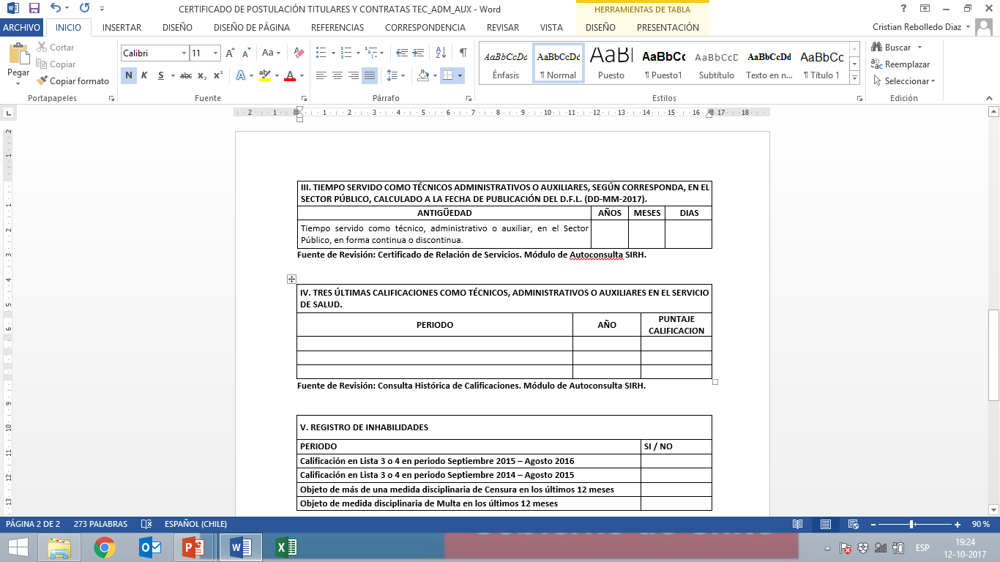 CERTIFICADO DE POSTULACIÓN TITULARES Y CONTRATAS TEC_ADM_AUX - Word
HERRAMIENTAS DE TABLA
ARCHIVO INICIO INSERTAR DISEÑO DISEÑO DE PÁGINA REFERENCIAS CORRESPONDENCIA REVISAR VISTA DISEÑO PRESENTACIÓN Cristian Rebolledo Diaz
Pegar
Cortar
Copiar
Copiar formato
Portapapeles
Calibri 11
N K S abc x₂ x²
Fuente
Párrafo
AaBbCcDc AaBbCcDc AaBl AaBbCc AaBbCcD AaBbCcDd AaBbCc
Énfasis ¶ Normal Puesto ¶ Puesto1 Subtítulo Texto en n... ¶ Título 1
Estilos
Buscar
Reemplazar
Seleccionar
Edición
2 1 1 2 3 4 5 6 7 8 9 10 11 12 13 14 15 16 17 18
III. TIEMPO SERVIDO COMO TÉCNICOS ADMINISTRATIVOS O AUXILIARES, SEGÚN CORRESPONDA, EN EL
SECTOR PÚBLICO, CALCULADO A LA FECHA DE PUBLICACIÓN DEL D.F.L. (DD-MM-2017).
ANTIGÜEDAD AÑOS MESES DIAS
Tiempo servido como técnico, administrativo o auxiliar, en el Sector
Público, en forma continua o discontinua.
Fuente de Revisión: Certificado de Relación de Servicios. Módulo de Autoconsulta SIRH.
IV. TRES ÚLTIMAS CALIFICACIONES COMO TÉCNICOS, ADMINISTRATIVOS O AUXILIARES EN EL SERVICIO
DE SALUD.
PERIODO AÑO PUNTAJE
CALIFICACION
Fuente de Revisión: Consulta Histórica de Calificaciones. Módulo de Autoconsulta SIRH.
V. REGISTRO DE INHABILIDADES
PERIODO SI / NO
Calificación en Lista 3 o 4 en periodo Septiembre 2015 – Agosto 2016
Calificación en Lista 3 o 4 en periodo Septiembre 2014 – Agosto 2015
Objeto de más de una medida disciplinaria de Censura en los últimos 12 meses
Objeto de medida disciplinaria de Multa en los últimos 12 meses
PÁGINA 2 DE 2 273 PALABRAS ESPAÑOL (CHILE) 90 %
ESP
19:24
12-10-2017